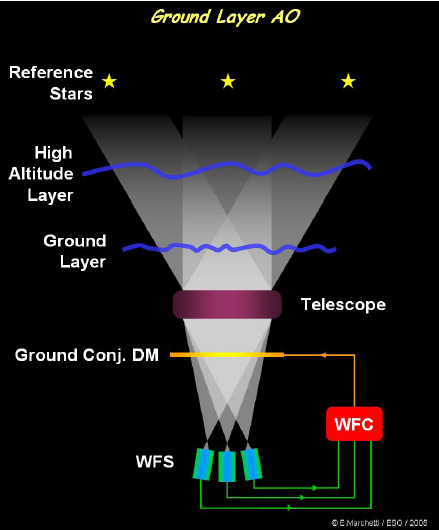 Ground Layer AO
Reference
Stars
High
Altitude
Layer
Ground
Layer
Telescope
Ground Conj. DM
WFC
WFS
© E.Marchetti / ESO / 2005